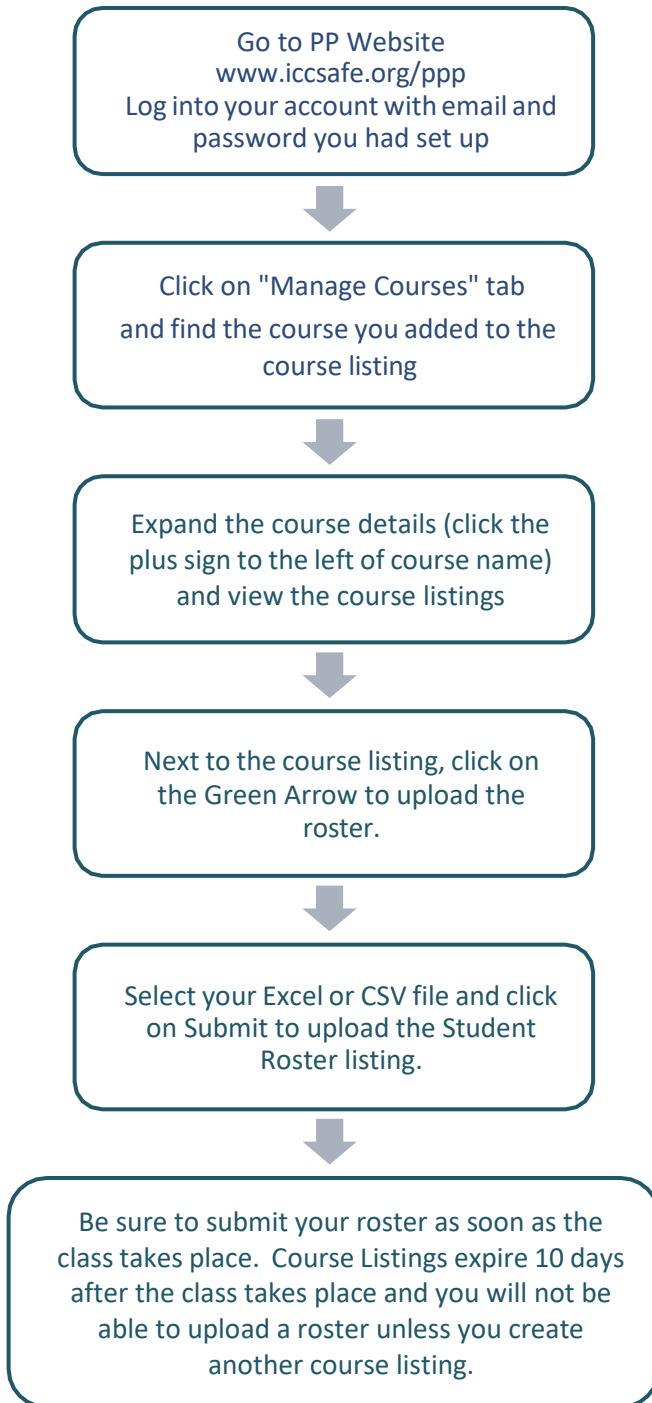 Go to PP Website
www.iccsafe.org/ppp
Log into your account with email and
password you had set up
Click on "Manage Courses" tab
and find the course you added to the
course listing
Expand the course details (click the
plus sign to the left of course name)
and view the course listings
Next to the course listing, click on
the Green Arrow to upload the
roster.
Select your Excel or CSV file and click
on Submit to upload the Student
Roster listing.
Be sure to submit your roster as soon as the
class takes place. Course Listings expire 10 days
after the class takes place and you will not be
able to upload a roster unless you create
another course listing.